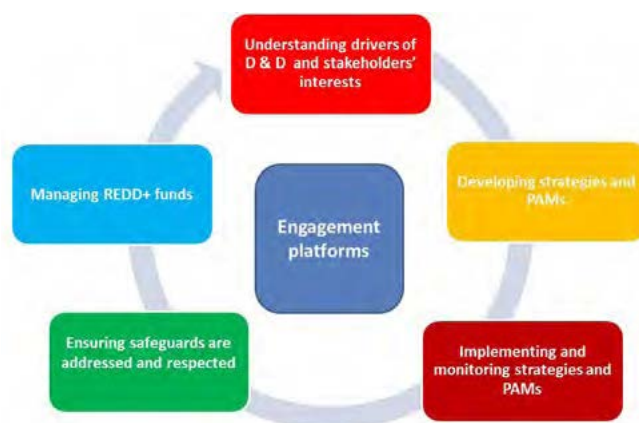 Understanding drivers of
D & D and stakeholders'
interests
Developing strategies and
PAMs
Implementing and
monitoring strategies and
PAMs
Ensuring safeguards are
addressed and respected
Managing REDD+ funds
Engagement
platforms